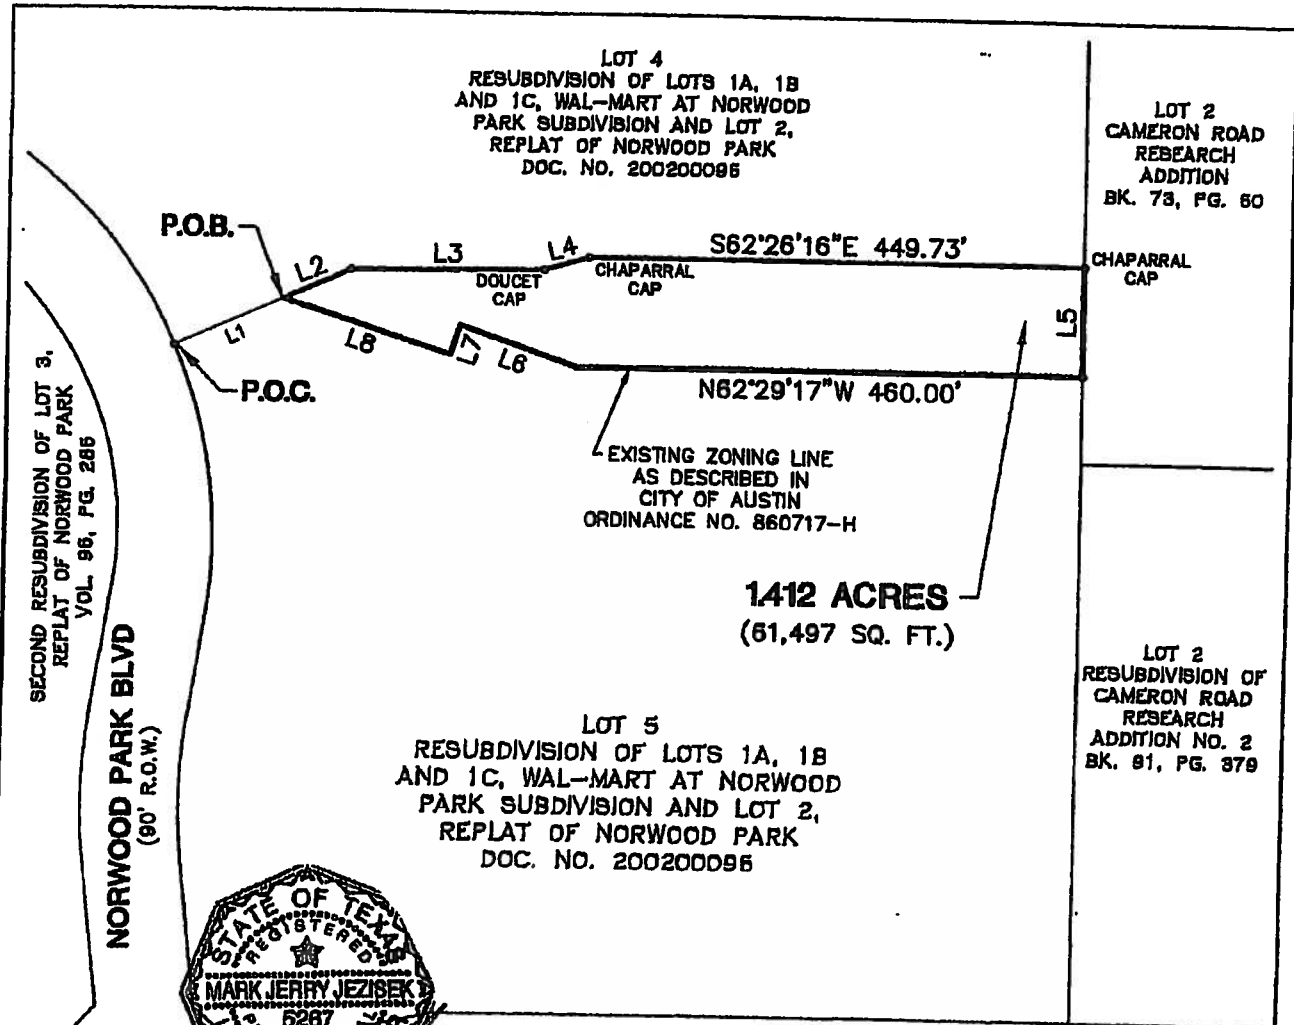 LOT 4
RESUBDIVISION OF LOTS 1A, 1B
AND 1C, WAL-MART AT NORWOOD
PARK SUBDIVISION AND LOT 2,
REPLAT OF NORWOOD PARK
DOC. NO. 200200096
LOT 2
CAMERON ROAD
RESEARCH
ADDITION
BK. 73, PG. 60
P.O.B.
L2
L3
L4
S62°26'16"E 449.73'
DOUCET
CAP
CHAPARRAL
CAP
CHAPARRAL
CAP
L1
L8
L7
L6
L5
P.O.C.
N62°29'17"W 460.00'
EXISTING ZONING LINE
AS DESCRIBED IN
CITY OF AUSTIN
ORDINANCE NO. 860717-H
SECOND RESUBDIVISION OF LOT 3,
REPLAT OF NORWOOD PARK
VOL. 96, PG. 286
1.412 ACRES
(61,497 SQ. FT.)
NORWOOD PARK BLVD
(90' R.O.W.)
LOT 5
RESUBDIVISION OF LOTS 1A, 1B
AND 1C, WAL-MART AT NORWOOD
PARK SUBDIVISION AND LOT 2,
REPLAT OF NORWOOD PARK
DOC. NO. 200200096
LOT 2
RESUBDIVISION OF
CAMERON ROAD
RESEARCH
ADDITION NO. 2
BK. 81, PG. 379
STATE OF TEXAS
REGISTERED
MARK JERRY JEZISEK
5267